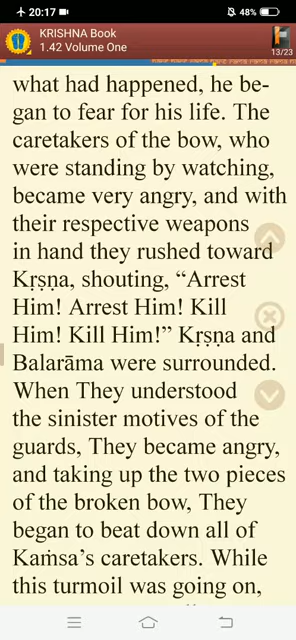 20:17
48%
KRISHNA Book
1.42 Volume One
13/23
what had happened, he be-
gan to fear for his life. The
caretakers of the bow, who
were standing by watching,
became very angry, and with
their respective weapons
in hand they rushed toward
Kṛṣṇa, shouting, “Arrest
Him! Arrest Him! Kill
Him! Kill Him!” Kṛṣṇa and
Balarāma were surrounded.
When They understood
the sinister motives of the
guards, They became angry,
and taking up the two pieces
of the broken bow, They
began to beat down all of
Kaṁsa’s caretakers. While
this turmoil was going on,